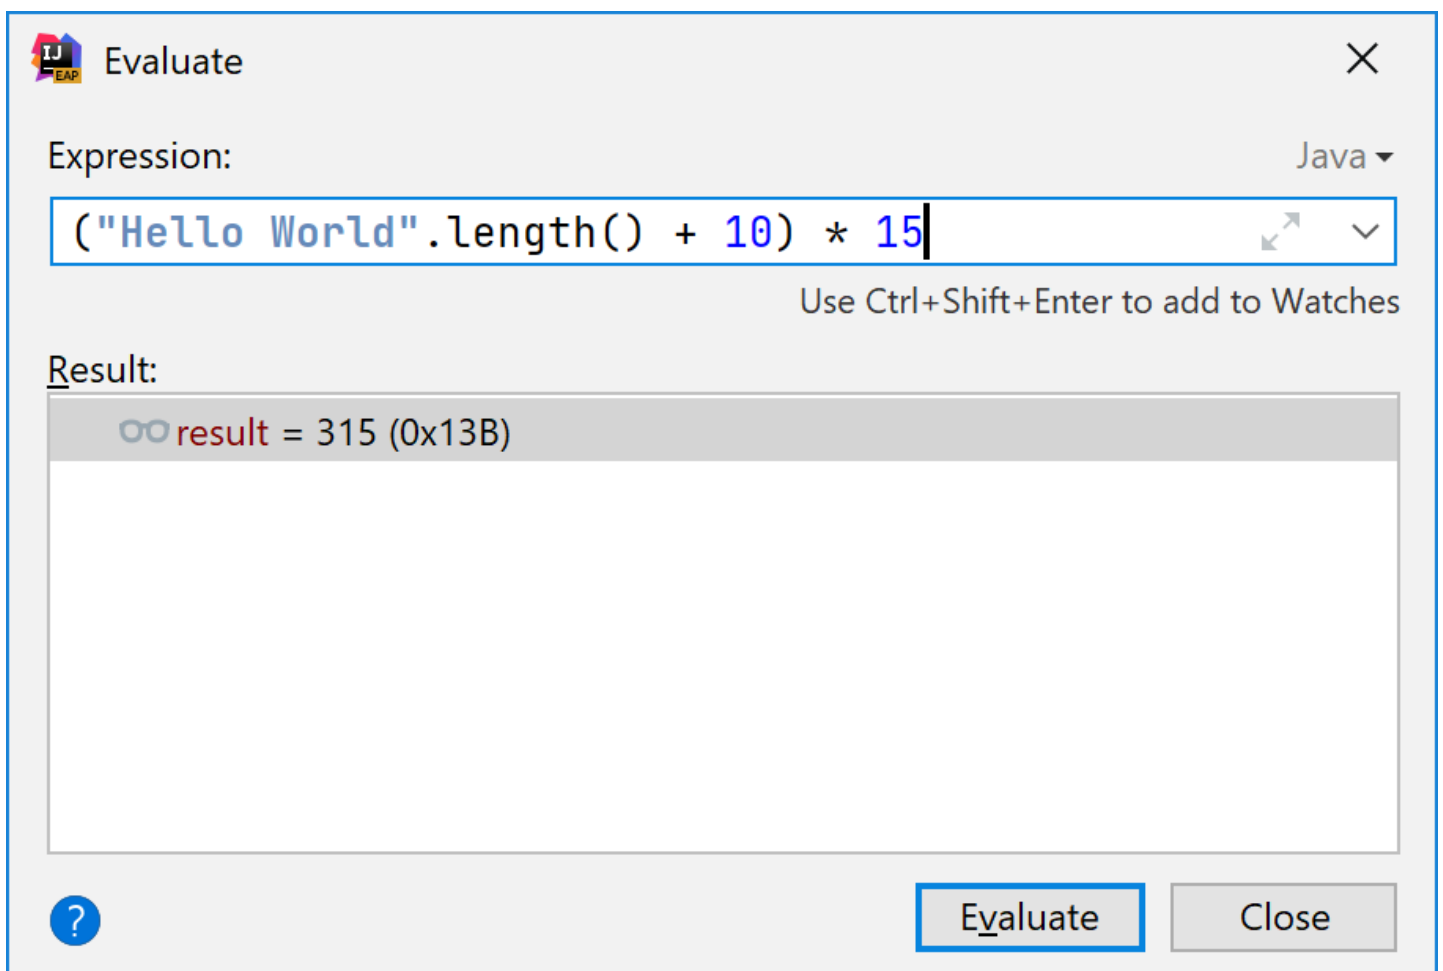 IJ
EAP
Evaluate
Expression:
Java
("Hello World".length() + 10) * 15
Use Ctrl+Shift+Enter to add to Watches
Result:
result = 315 (0x13B)
?
Evaluate
Close